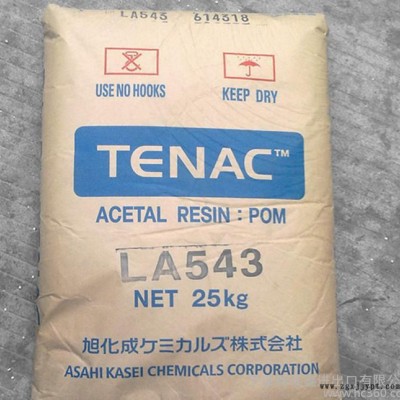 LA543 614318
USE NO HOOKS
KEEP DRY
TENAC™
ACETAL RESIN : POM
LA543
NET 25kg
旭化成ケミカルズ株式会社
ASAHI KASEI CHEMICALS CORPORATION